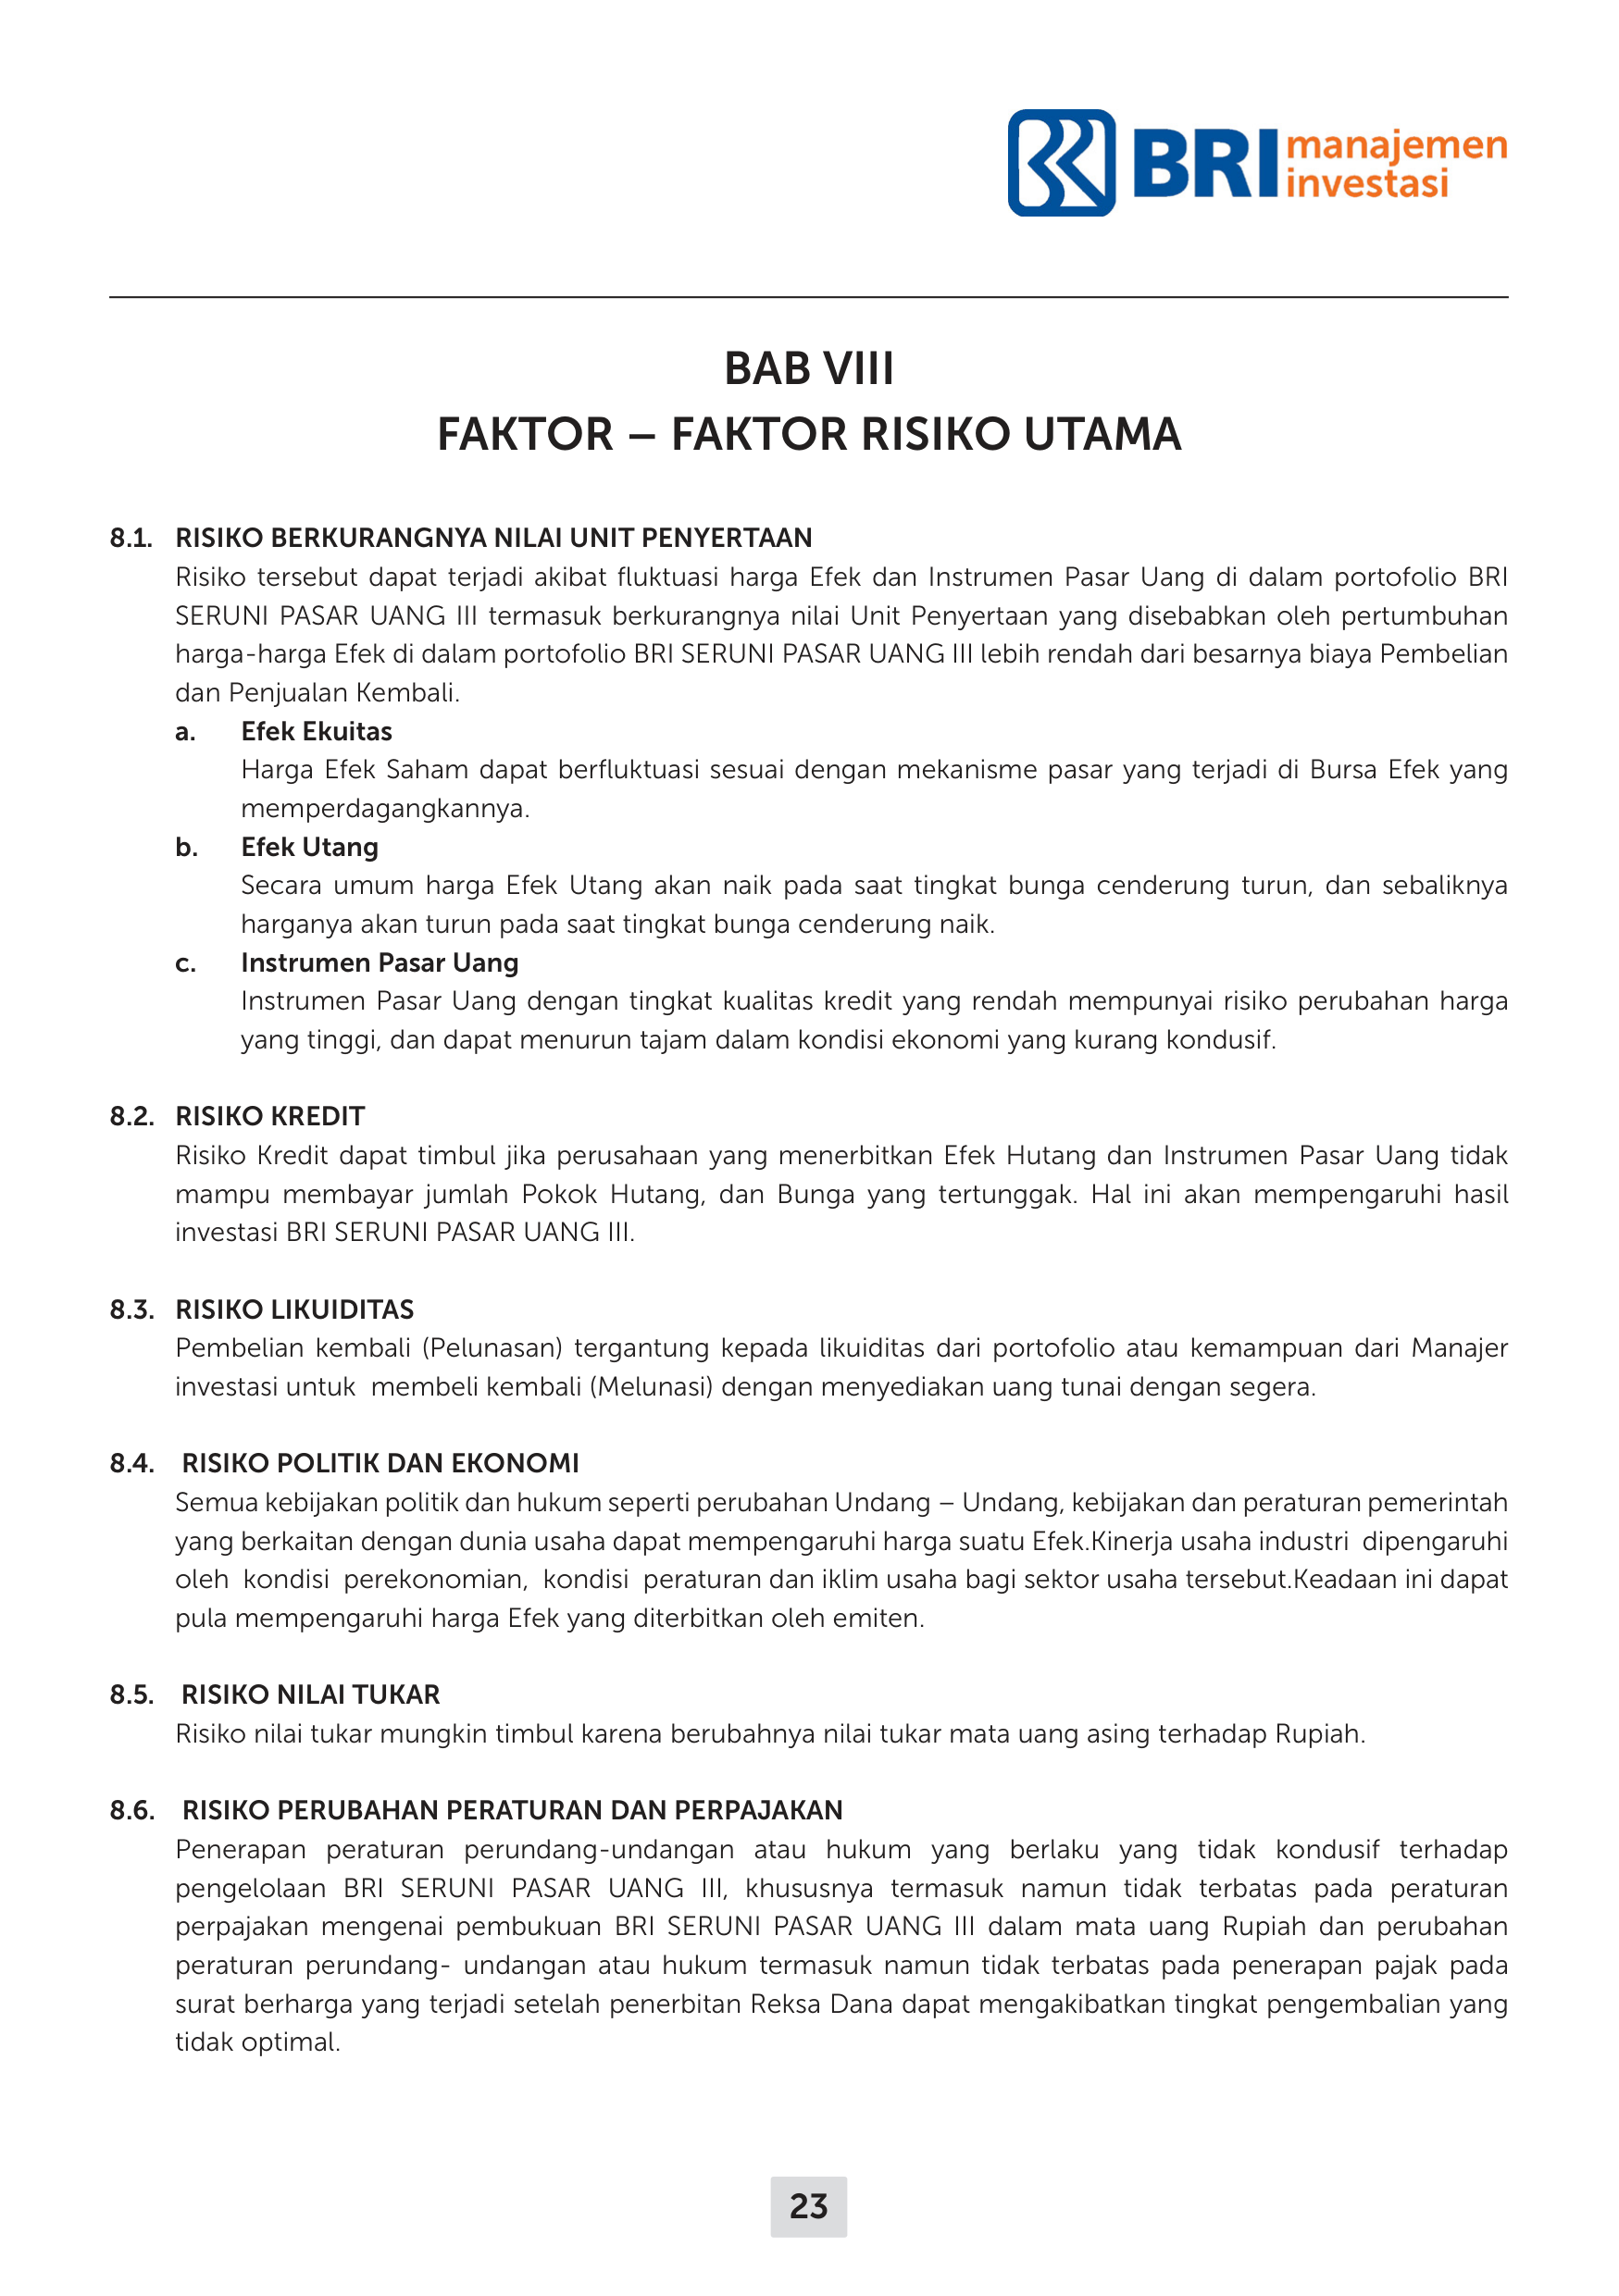 BRI manajemen
investasi
BAB VIII
FAKTOR – FAKTOR RISIKO UTAMA
8.1. RISIKO BERKURANGNYA NILAI UNIT PENYERTAAN
Risiko tersebut dapat terjadi akibat fluktuasi harga Efek dan Instrumen Pasar Uang di dalam portofolio BRI
SERUNI PASAR UANG III termasuk berkurangnya nilai Unit Penyertaan yang disebabkan oleh pertumbuhan
harga-harga Efek di dalam portofolio BRI SERUNI PASAR UANG III lebih rendah dari besarnya biaya Pembelian
dan Penjualan Kembali.
a. Efek Ekuitas
Harga Efek Saham dapat berfluktuasi sesuai dengan mekanisme pasar yang terjadi di Bursa Efek yang
memperdagangkannya.
b. Efek Utang
Secara umum harga Efek Utang akan naik pada saat tingkat bunga cenderung turun, dan sebaliknya
harganya akan turun pada saat tingkat bunga cenderung naik.
c. Instrumen Pasar Uang
Instrumen Pasar Uang dengan tingkat kualitas kredit yang rendah mempunyai risiko perubahan harga
yang tinggi, dan dapat menurun tajam dalam kondisi ekonomi yang kurang kondusif.
8.2. RISIKO KREDIT
Risiko Kredit dapat timbul jika perusahaan yang menerbitkan Efek Hutang dan Instrumen Pasar Uang tidak
mampu membayar jumlah Pokok Hutang, dan Bunga yang tertunggak. Hal ini akan mempengaruhi hasil
investasi BRI SERUNI PASAR UANG III.
8.3. RISIKO LIKUIDITAS
Pembelian kembali (Pelunasan) tergantung kepada likuiditas dari portofolio atau kemampuan dari Manajer
investasi untuk  membeli kembali (Melunasi) dengan menyediakan uang tunai dengan segera.
8.4. RISIKO POLITIK DAN EKONOMI
Semua kebijakan politik dan hukum seperti perubahan Undang – Undang, kebijakan dan peraturan pemerintah
yang berkaitan dengan dunia usaha dapat mempengaruhi harga suatu Efek.Kinerja usaha industri  dipengaruhi
oleh  kondisi  perekonomian,  kondisi  peraturan dan iklim usaha bagi sektor usaha tersebut.Keadaan ini dapat
pula mempengaruhi harga Efek yang diterbitkan oleh emiten.
8.5. RISIKO NILAI TUKAR
Risiko nilai tukar mungkin timbul karena berubahnya nilai tukar mata uang asing terhadap Rupiah.
8.6. RISIKO PERUBAHAN PERATURAN DAN PERPAJAKAN
Penerapan peraturan perundang-undangan atau hukum yang berlaku yang tidak kondusif terhadap
pengelolaan BRI SERUNI PASAR UANG III, khususnya termasuk namun tidak terbatas pada peraturan
perpajakan mengenai pembukuan BRI SERUNI PASAR UANG III dalam mata uang Rupiah dan perubahan
peraturan perundang- undangan atau hukum termasuk namun tidak terbatas pada penerapan pajak pada
surat berharga yang terjadi setelah penerbitan Reksa Dana dapat mengakibatkan tingkat pengembalian yang
tidak optimal.
23